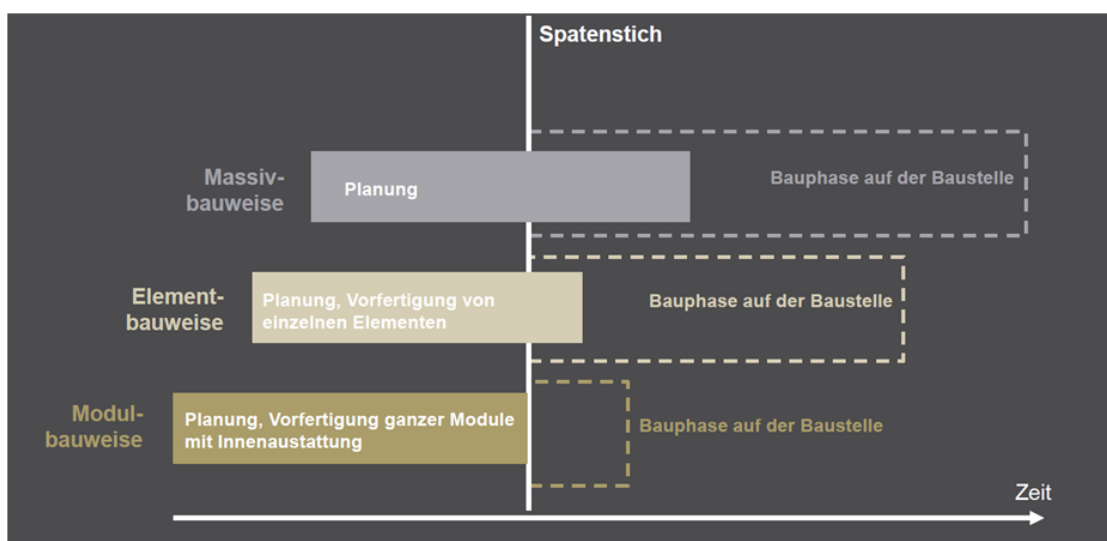 Spatenstich
Massiv-
bauweise
Planung
Bauphase auf der Baustelle
Element-
bauweise
Planung, Vorfertigung von
einzelnen Elementen
Bauphase auf der Baustelle
Modul-
bauweise
Planung, Vorfertigung ganzer Module
mit Innenaustattung
Bauphase auf der Baustelle
Zeit